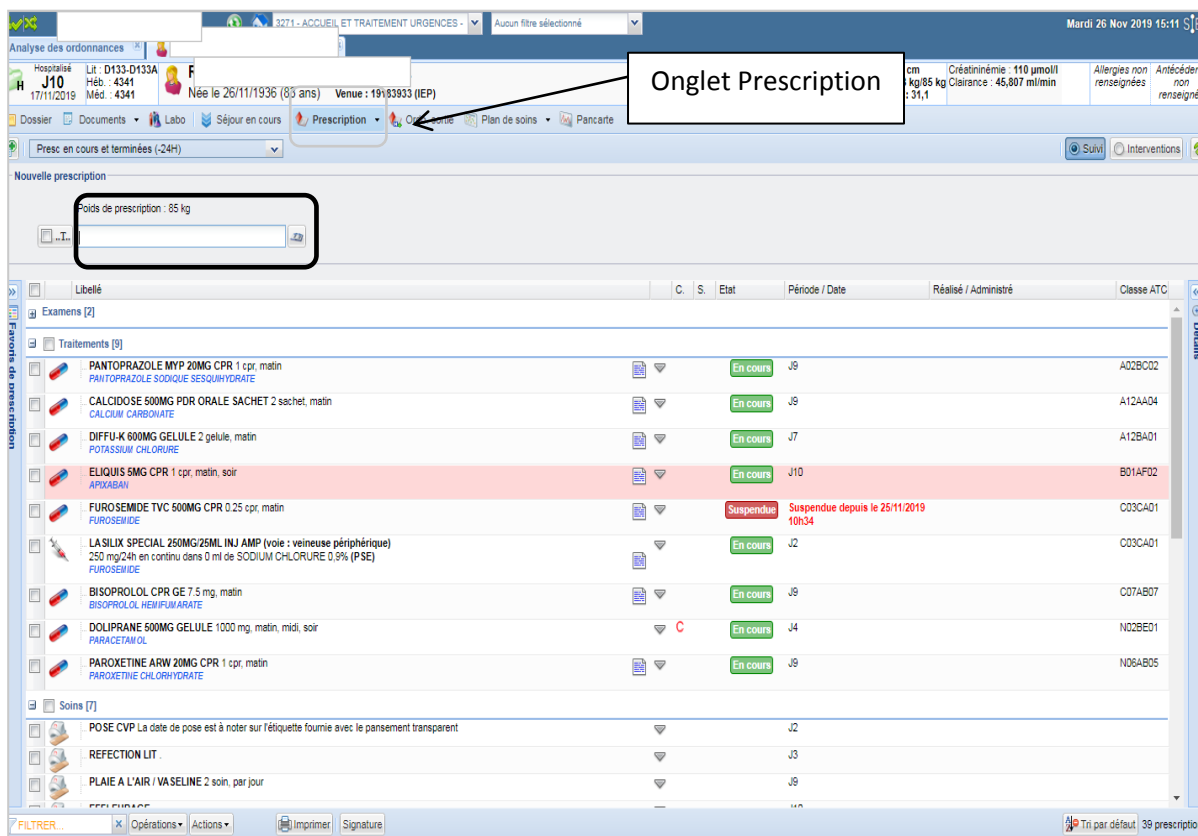 3271 - ACCUEIL ET TRAITEMENT URGENCES -
Aucun filtre sélectionné
Mardi 26 Nov 2019 15:11
Analyse des ordonnances
Onglet Prescription
Hospitalisé
H J10
17/11/2019
Lit : D133-D133A
Héb. : 4341
Méd. : 4341
Née le 26/11/1936 (83 ans) Venue : 19183933 (IEP)
cm
kg/85 kg
: 31,1
Créatininémie : 110 µmol/l
Clairance : 45,807 ml/min
Allergies non
renseignées
non
Dossier Documents Labo Séjour en cours Prescription Plan de soins Pancarte
Presc en cours et terminées (-24H)
Suivi Interventions
Nouvelle prescription
Poids de prescription : 85 kg
..T..
Libellé C. S. Etat Période / Date Réalisé / Administré Classe ATC
Favoris de prescription
Détails
Examens [2]
Traitements [9]
PANTOPRAZOLE MYP 20MG CPR 1 cpr, matin En cours J9 A02BC02
PANTOPRAZOLE SODIQUE SESQUIHYDRATE
CALCIDOSE 500MG PDR ORALE SACHET 2 sachet, matin En cours J9 A12AA04
CALCIUM CARBONATE
DIFFU-K 600MG GELULE 2 gelule, matin En cours J7 A12BA01
POTASSIUM CHLORURE
ELIQUIS 5MG CPR 1 cpr, matin, soir En cours J10 B01AF02
APIXABAN
FUROSEMIDE TVC 500MG CPR 0.25 cpr, matin Suspendue Suspendue depuis le 25/11/2019 C03CA01
FUROSEMIDE 10h34
LASILIX SPECIAL 250MG/25ML INJ AMP (voie : veineuse périphérique) En cours J2 C03CA01
250 mg/24h en continu dans 0 ml de SODIUM CHLORURE 0,9% (PSE)
FUROSEMIDE
BISOPROLOL CPR GE 7.5 mg, matin En cours J9 C07AB07
BISOPROLOL HEMIFUMARATE
DOLIPRANE 500MG GELULE 1000 mg, matin, midi, soir C En cours J4 N02BE01
PARACETAMOL
PAROXETINE ARW 20MG CPR 1 cpr, matin En cours J9 N06AB05
PAROXETINE CHLORHYDRATE
Soins [7]
POSE CVP La date de pose est à noter sur l'étiquette fournie avec le pansement transparent J2
REFECTION LIT . J3
PLAIE A L'AIR / VASELINE 2 soin, par jour J9
FILTRER... x Opérations Actions Imprimer Signature Tri par défaut 39